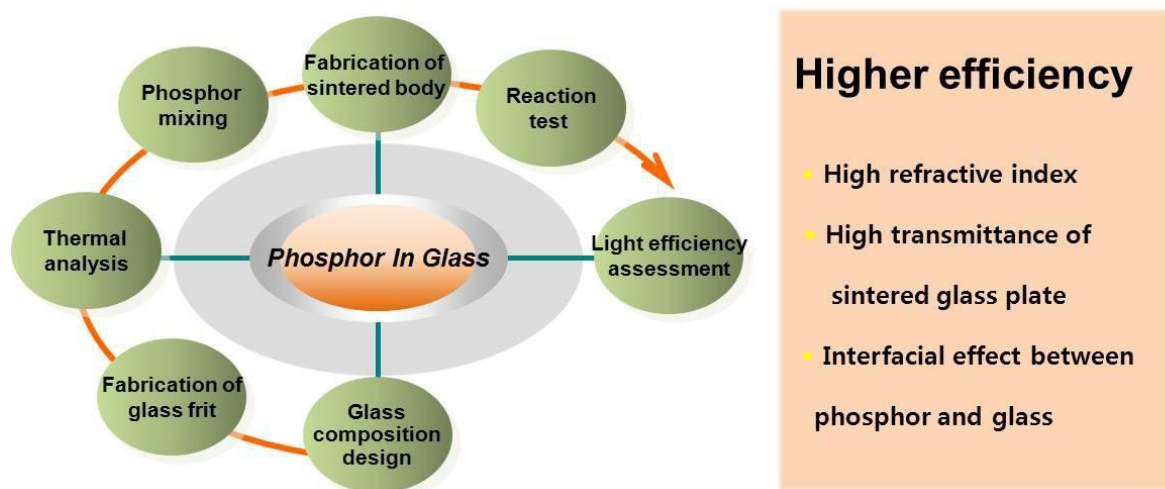 Fabrication of
sintered body
Phosphor
mixing
Reaction
test
Thermal
analysis
Phosphor In Glass
Light efficiency
assessment
Fabrication of
glass frit
Glass
composition
design
Higher efficiency
High refractive index
High transmittance of
sintered glass plate
Interfacial effect between
phosphor and glass